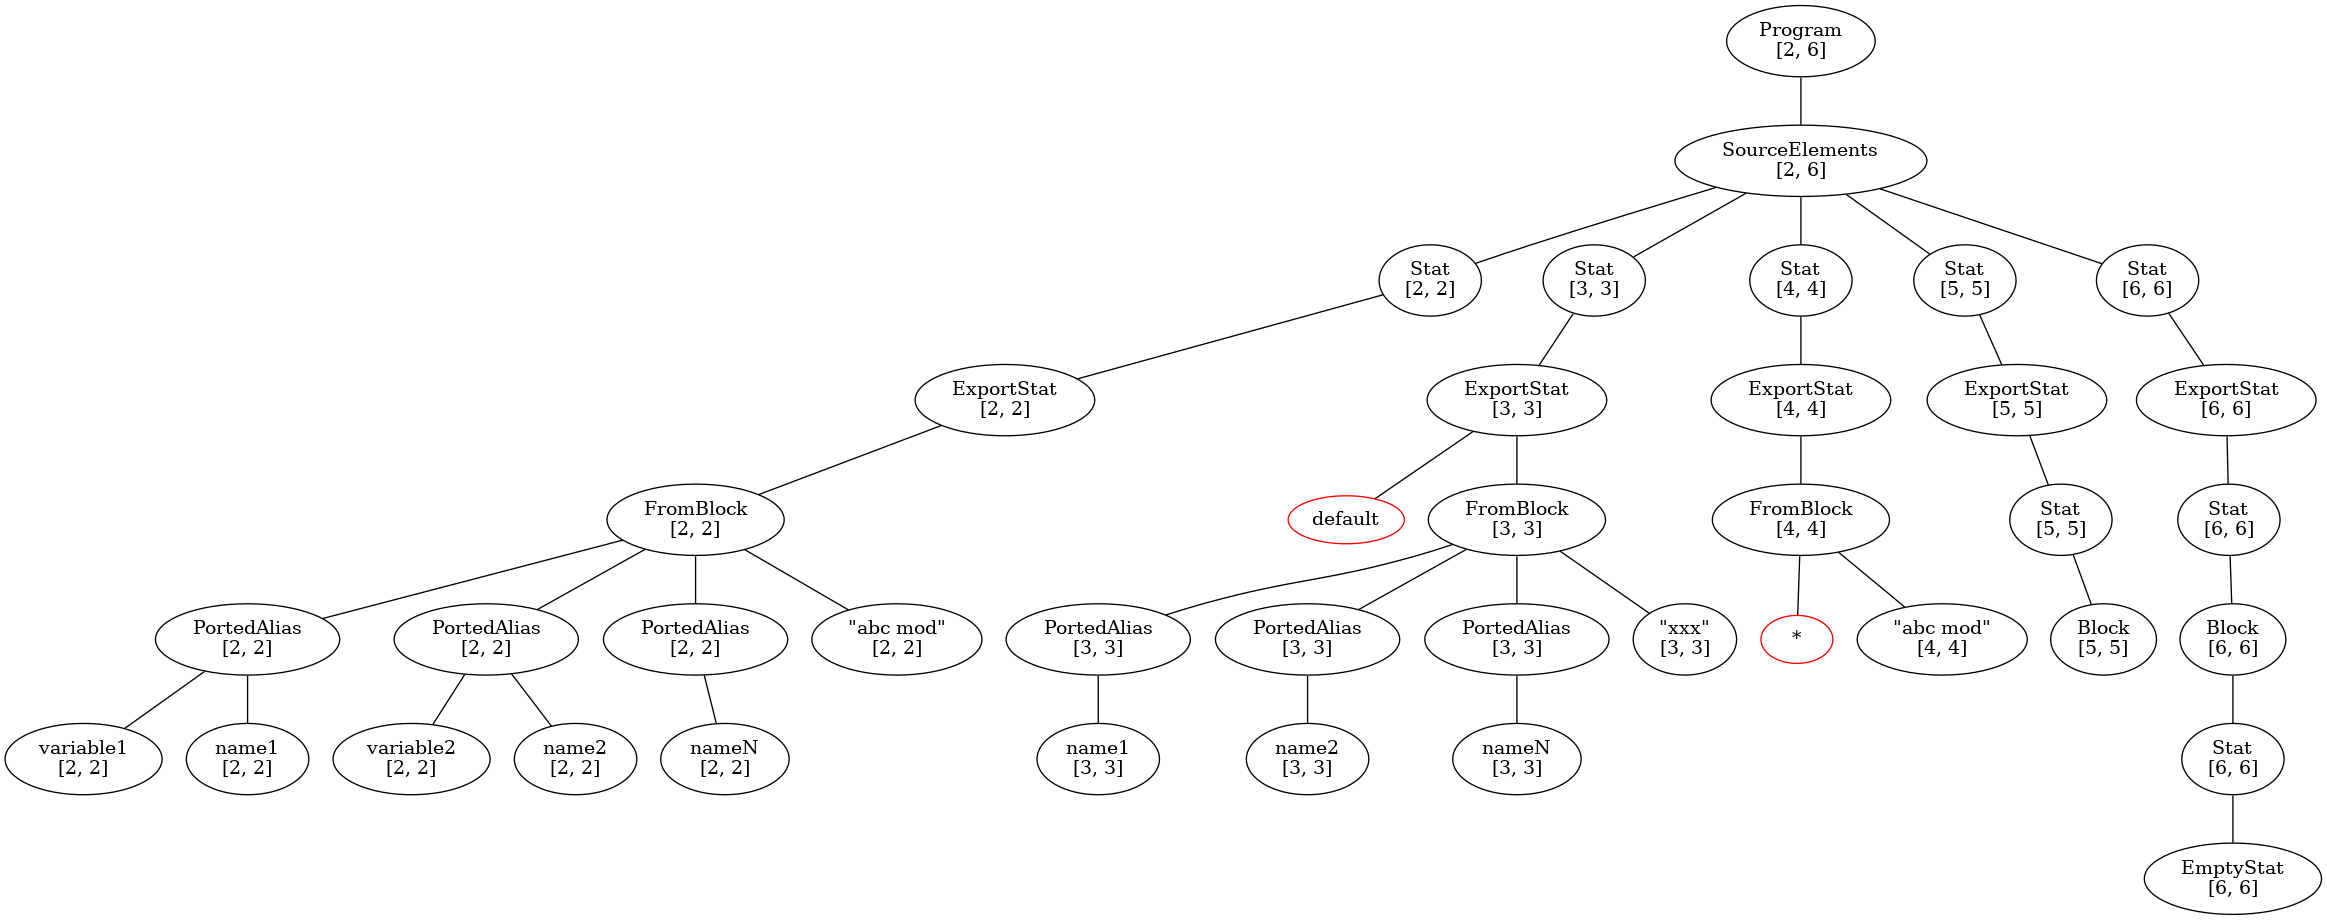 Program
[2, 6]
SourceElements
[2, 6]
Stat
[2, 2]
Stat
[3, 3]
Stat
[4, 4]
Stat
[5, 5]
Stat
[6, 6]
ExportStat
[2, 2]
ExportStat
[3, 3]
ExportStat
[4, 4]
ExportStat
[5, 5]
ExportStat
[6, 6]
FromBlock
[2, 2]
default
FromBlock
[3, 3]
FromBlock
[4, 4]
Stat
[5, 5]
Stat
[6, 6]
PortedAlias
[2, 2]
PortedAlias
[2, 2]
PortedAlias
[2, 2]
"abc mod"
[2, 2]
PortedAlias
[3, 3]
PortedAlias
[3, 3]
PortedAlias
[3, 3]
"xxx"
[3, 3]
*
"abc mod"
[4, 4]
Block
[5, 5]
Block
[6, 6]
variable1
[2, 2]
name1
[2, 2]
variable2
[2, 2]
name2
[2, 2]
nameN
[2, 2]
name1
[3, 3]
name2
[3, 3]
nameN
[3, 3]
Stat
[6, 6]
EmptyStat
[6, 6]